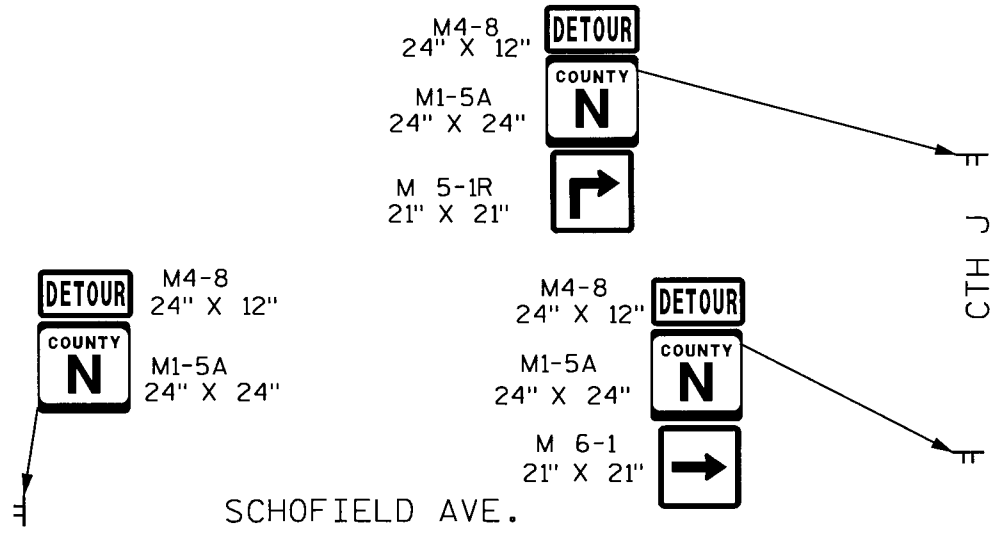 M4-8
24" X 12"
DETOUR
COUNTY
N
M1-5A
24" X 24"
M 5-1R
21" X 21"
CTH J
DETOUR
M4-8
24" X 12"
COUNTY
N
M1-5A
24" X 24"
M4-8
24" X 12"
DETOUR
COUNTY
N
M1-5A
24" X 24"
M 6-1
21" X 21"
SCHOFIELD AVE.